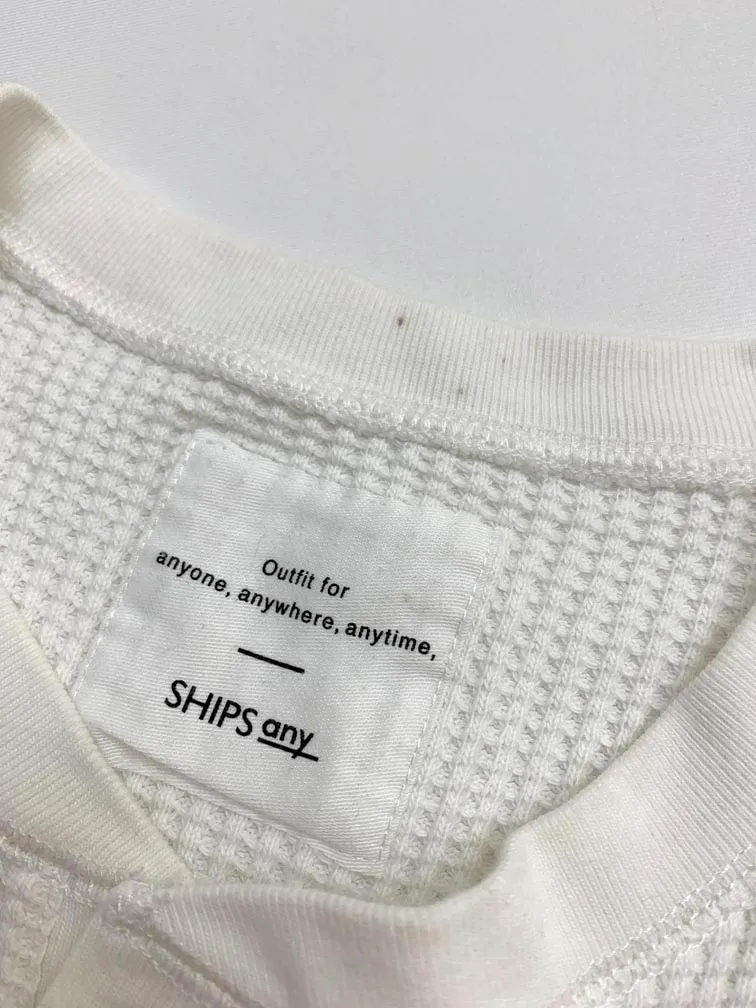 Outfit for
anyone, anywhere, anytime,
SHIPS any